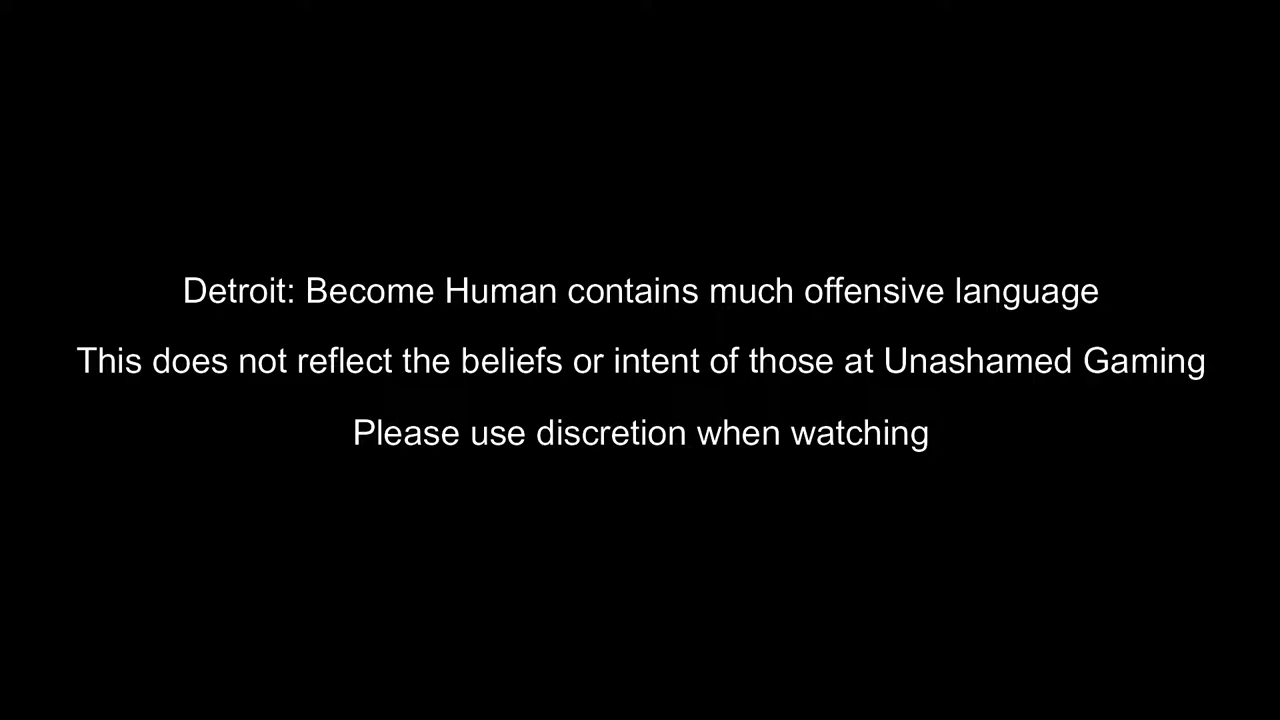 Detroit: Become Human contains much offensive language
This does not reflect the beliefs or intent of those at Unashamed Gaming
Please use discretion when watching